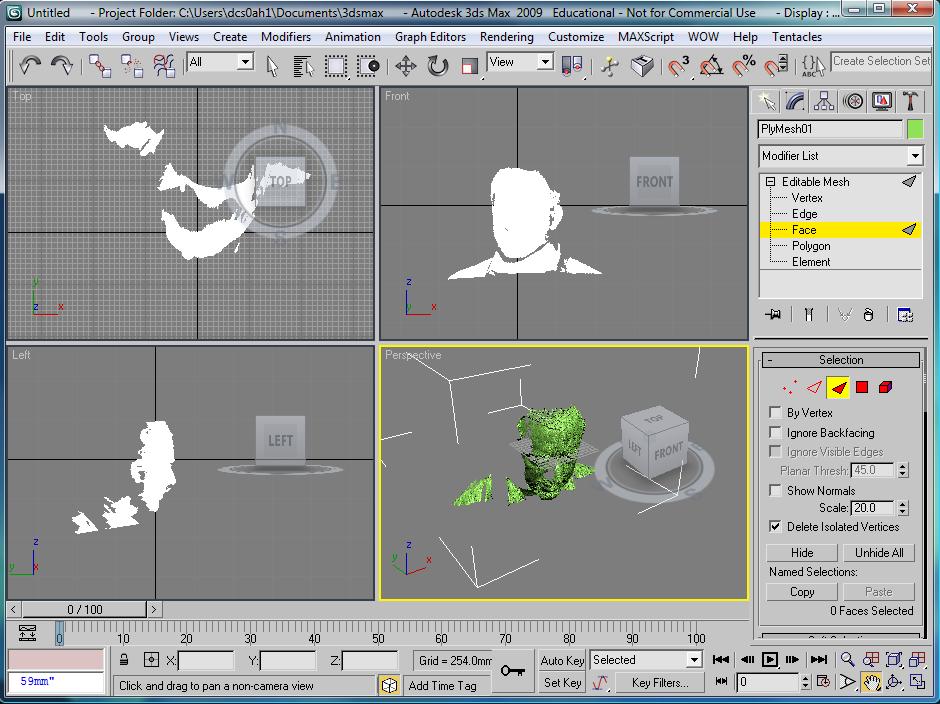 Untitled - Project Folder: C:\Users\dcs0ah1\Documents\3dsmax - Autodesk 3ds Max 2009 Educational - Not for Commercial Use - Display : ...
File Edit Tools Group Views Create Modifiers Animation Graph Editors Rendering Customize MAXScript WOW Help Tentacles
All View 3 % ABC Create Selection Set
Top Front
PlyMesh01
Modifier List
N
W TOP E
S
FRONT
Editable Mesh
Vertex
Edge
Face
Polygon
Element
y
z x
z
y x
Left Perspective
Selection
By Vertex
Ignore Backfacing
Ignore Visible Edges
Planar Thresh: 45.0
Show Normals
Scale: 20.0
Delete Isolated Vertices
Hide Unhide All
Named Selections:
Copy Paste
0 Faces Selected
LEFT
TOP
LEFT FRONT
W S
z
y x
z
y x
< 0 / 100 >
0 10 20 30 40 50 60 70 80 90 100
X: Y: Z: Grid = 254.0mm Auto Key Selected
59mm" Click and drag to pan a non-camera view Add Time Tag Set Key Key Filters... 0